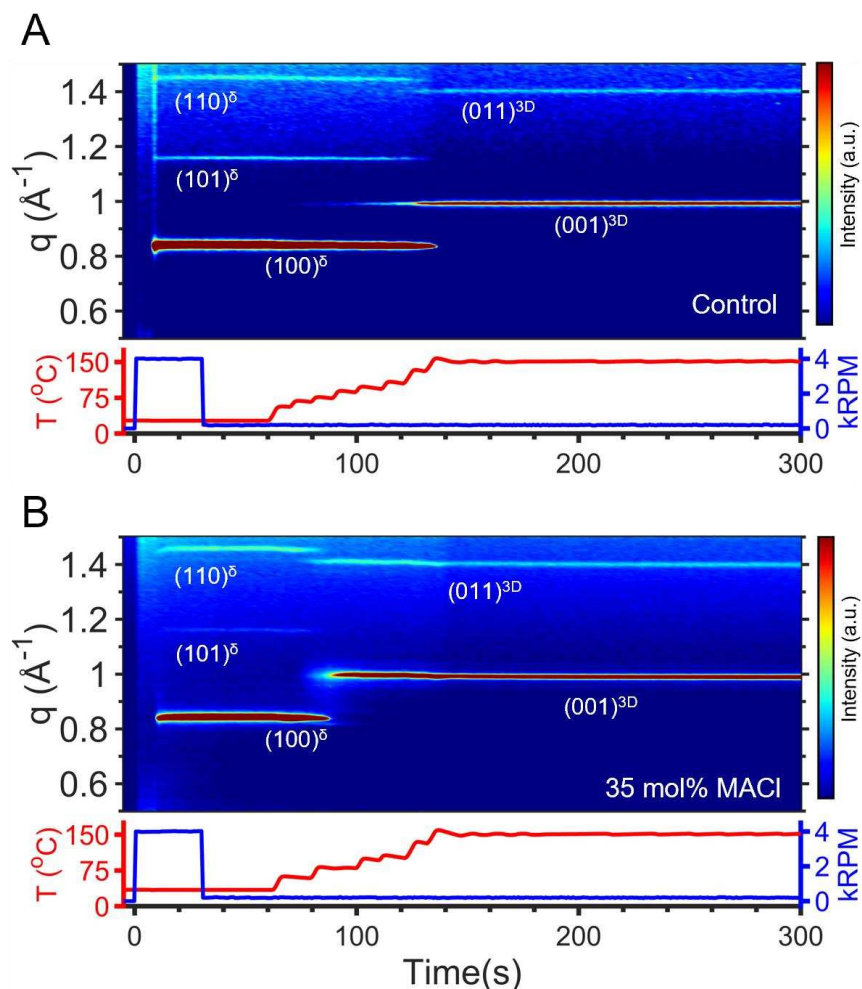 A
q (Å⁻¹)
1.4
1.2
1
0.8
0.6
(110)ᵟ
(101)ᵟ
(100)ᵟ
(011)³ᴰ
(001)³ᴰ
Control
Intensity (a.u.)
T (°C)
150
75
0
4
2
0
kRPM
0
100
200
300
B
q (Å⁻¹)
1.4
1.2
1
0.8
0.6
(110)ᵟ
(101)ᵟ
(100)ᵟ
(011)³ᴰ
(001)³ᴰ
35 mol% MACl
Intensity (a.u.)
T (°C)
150
75
0
4
2
0
kRPM
0
100
200
300
Time(s)